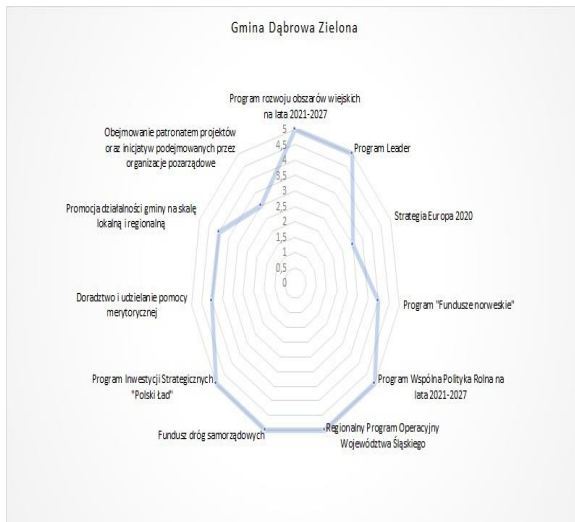 Gmina Dąbrowa Zielona
Program rozwoju obszarów wiejskich
na lata 2021-2027
Program Leader
Strategia Europa 2020
Program "Fundusze norweskie"
Program Wspólna Polityka Rolna na
lata 2021-2027
Regionalny Program Operacyjny
Województwa Śląskiego
Fundusz dróg samorządowych
Program Inwestycji Strategicznych
"Polski Ład"
Doradztwo i udzielanie pomocy
merytorycznej
Promocja działalności gminy na skalę
lokalną i regionalną
Obejmowanie patronatem projektów
oraz inicjatyw podejmowanych przez
organizacje pozarządowe
5
4,5
4
3,5
3
2,5
2
1,5
1
0,5
0